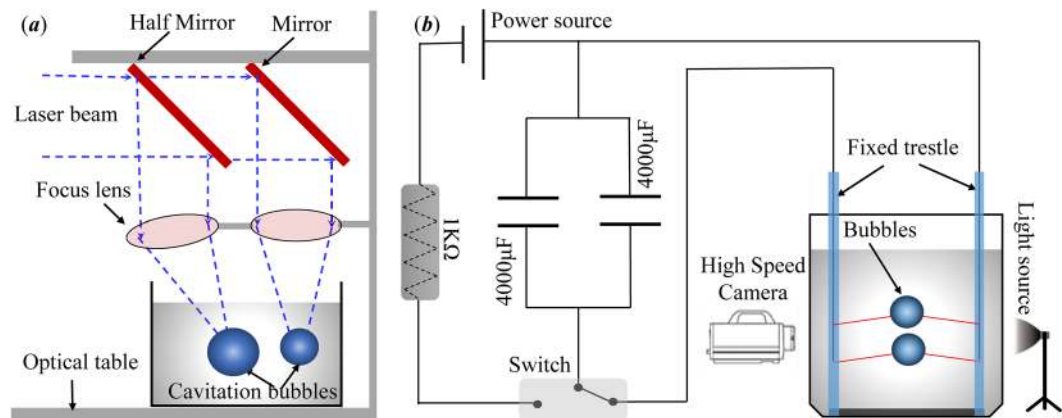 (a)
Half Mirror
Mirror
Laser beam
Focus lens
Optical table
Cavitation bubbles
(b)
Power source
1KΩ
4000μF
4000μF
Switch
High Speed
Camera
Fixed trestle
Bubbles
Light source